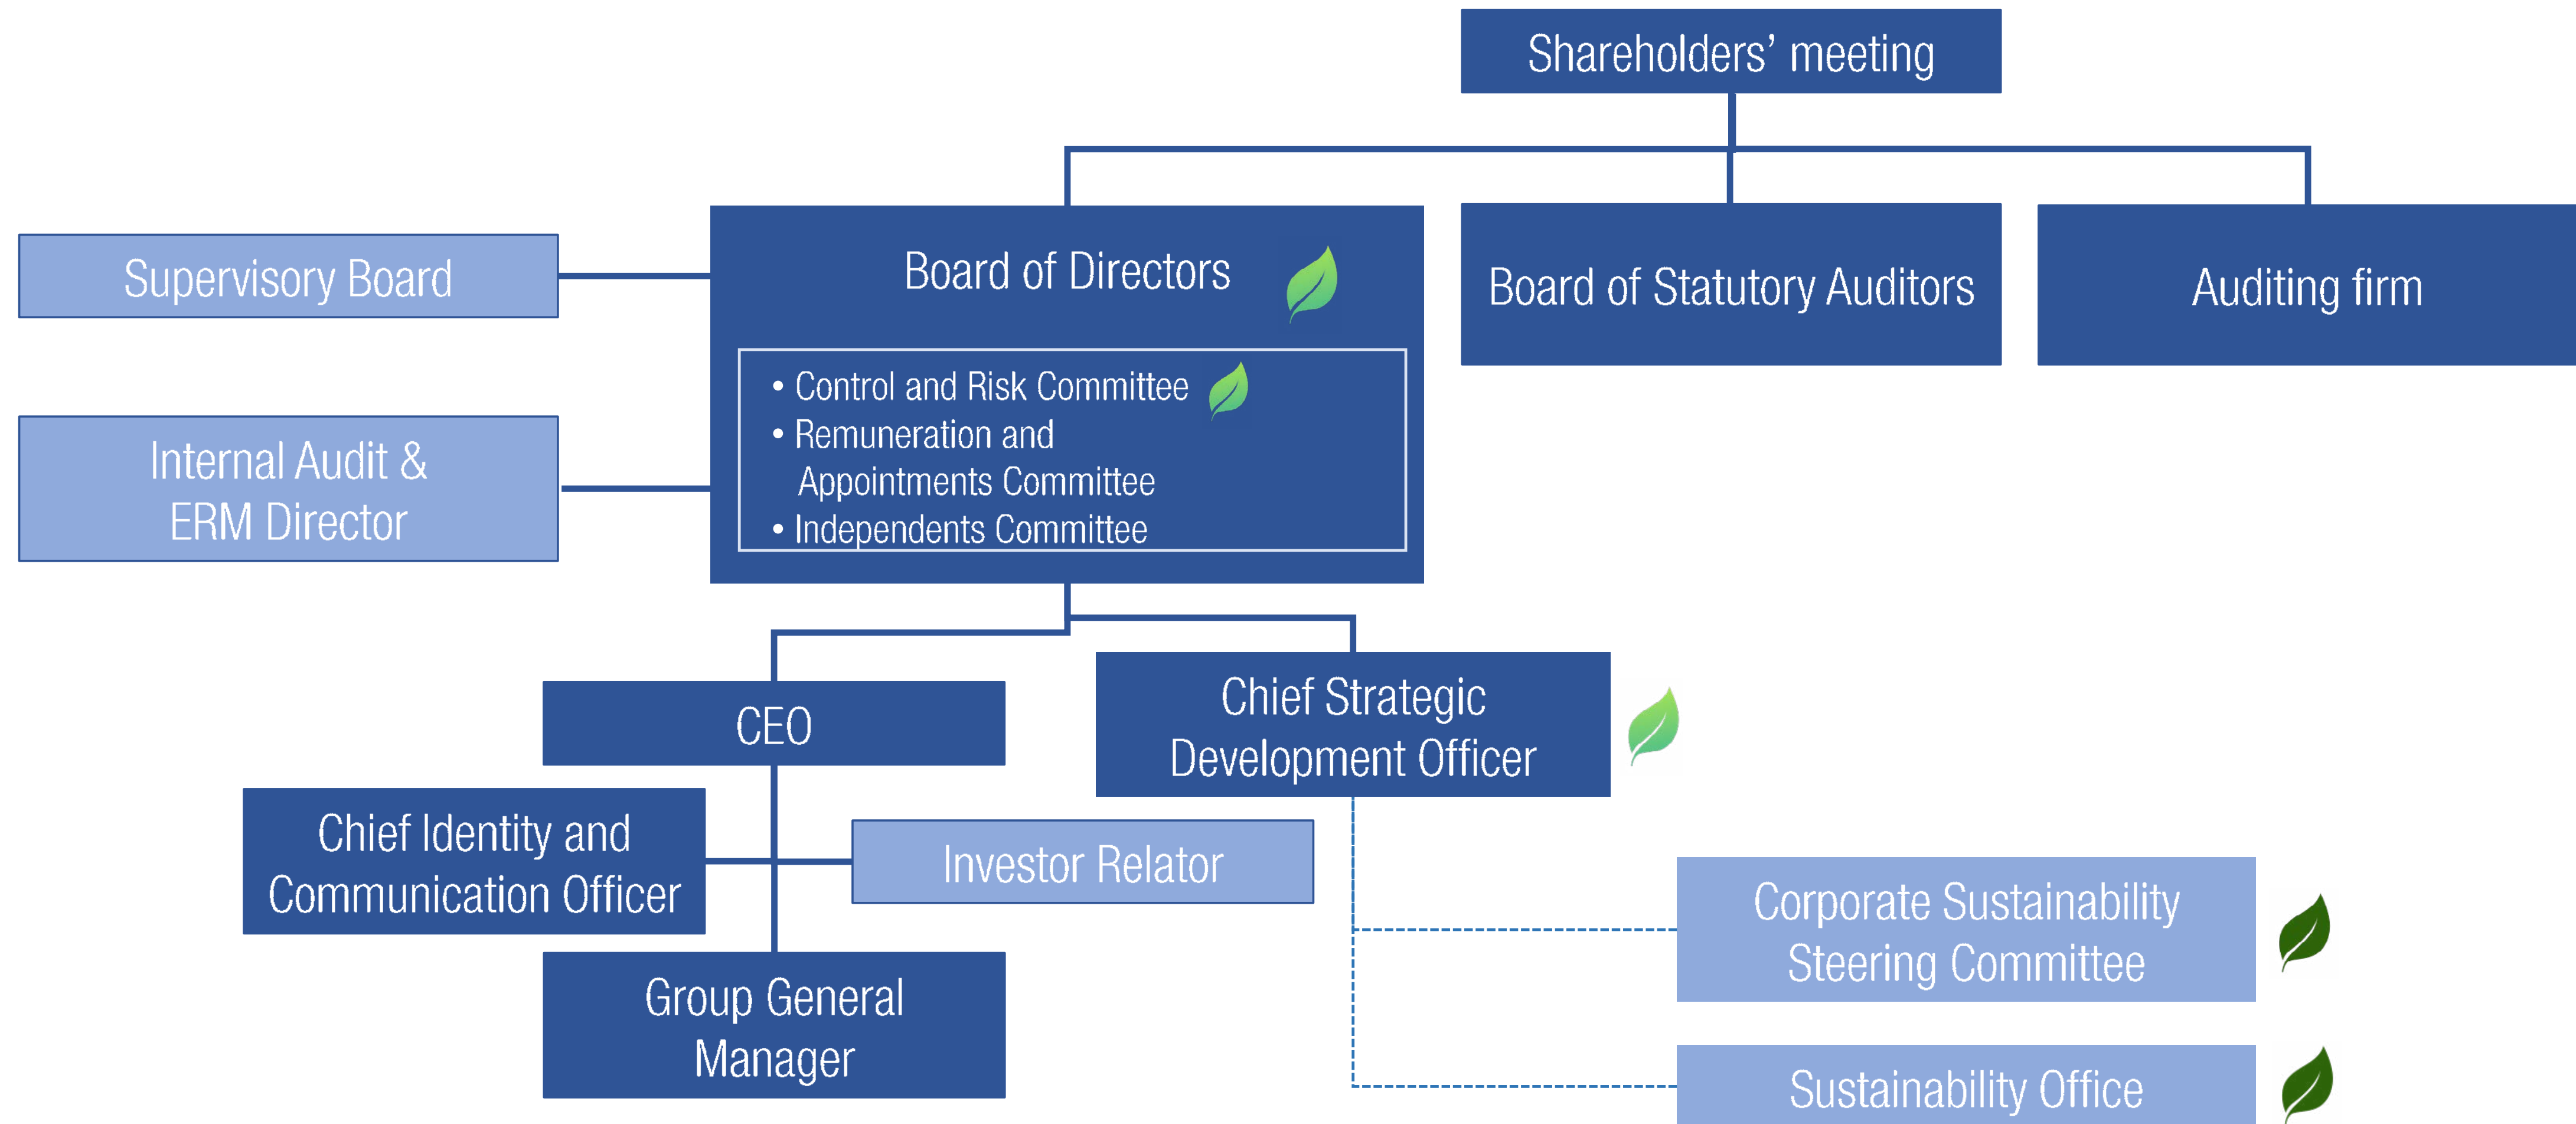 Shareholders’ meeting
Supervisory Board
Board of Directors
Board of Statutory Auditors
Auditing firm
• Control and Risk Committee
• Remuneration and
Appointments Committee
• Independents Committee
Internal Audit &
ERM Director
CEO
Chief Strategic
Development Officer
Chief Identity and
Communication Officer
Investor Relator
Group General
Manager
Corporate Sustainability
Steering Committee
Sustainability Office